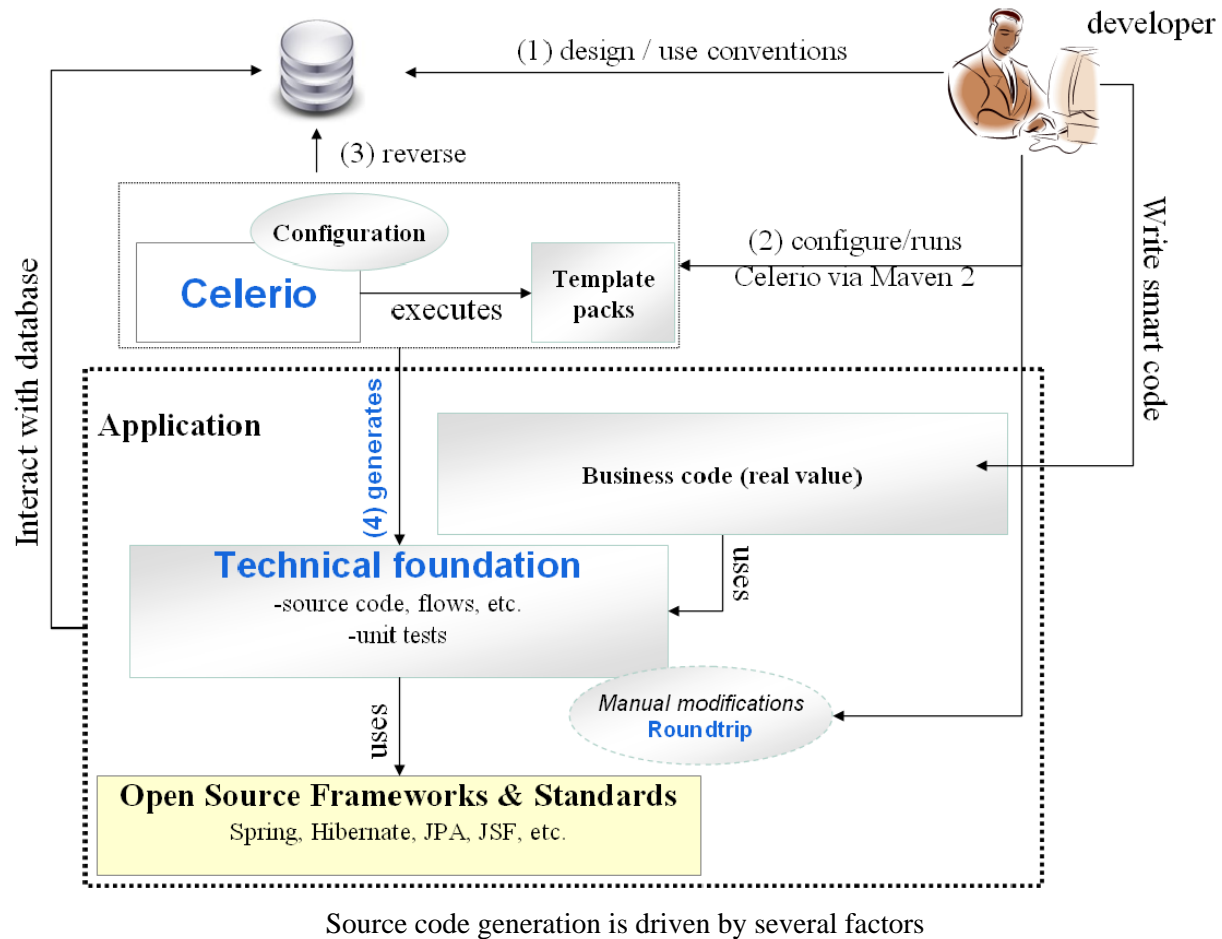 developer
(1) design / use conventions
(3) reverse
Configuration
Celerio
executes
Template
packs
(2) configure/runs
Celerio via Maven 2
Write smart code
Interact with database
Application
(4) generates
Business code (real value)
Technical foundation
-source code, flows, etc.
-unit tests
uses
Manual modifications
Roundtrip
uses
Open Source Frameworks & Standards
Spring, Hibernate, JPA, JSF, etc.
Source code generation is driven by several factors